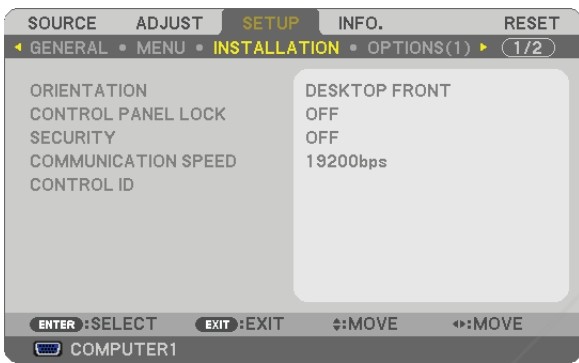 SOURCE ADJUST SETUP INFO. RESET
GENERAL • MENU • INSTALLATION • OPTIONS(1) 1/2
ORIENTATION DESKTOP FRONT
CONTROL PANEL LOCK OFF
SECURITY OFF
COMMUNICATION SPEED 19200bps
CONTROL ID
ENTER :SELECT EXIT :EXIT :MOVE :MOVE
COMPUTER1